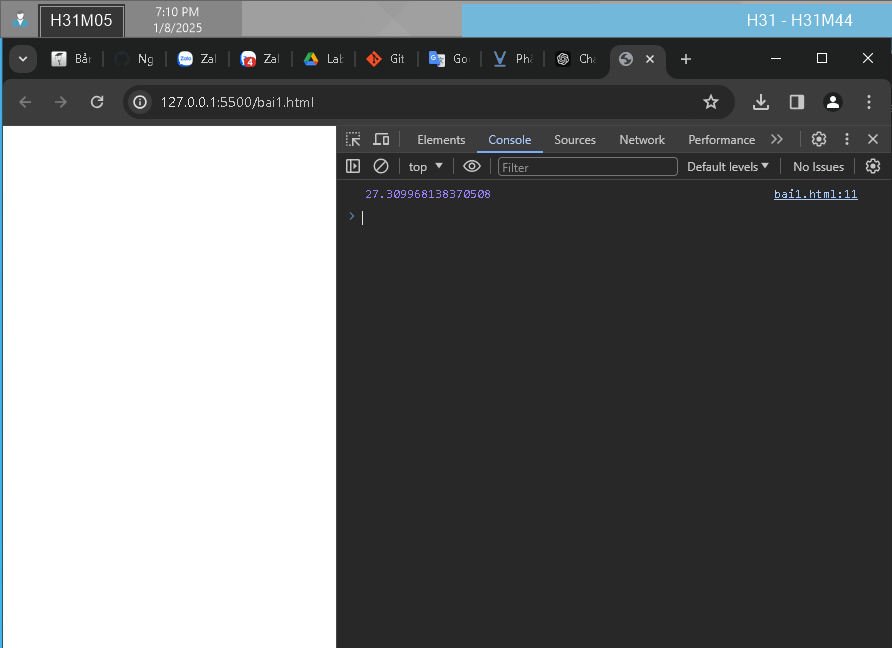 H31M05
7:10 PM
1/8/2025
H31 - H31M44
Bản Ng Zal Zal Lab Git Go Phá Cha
127.0.0.1:5500/bai1.html
Elements Console Sources Network Performance
top Filter Default levels No Issues
27.309968138370508 bai1.html:11